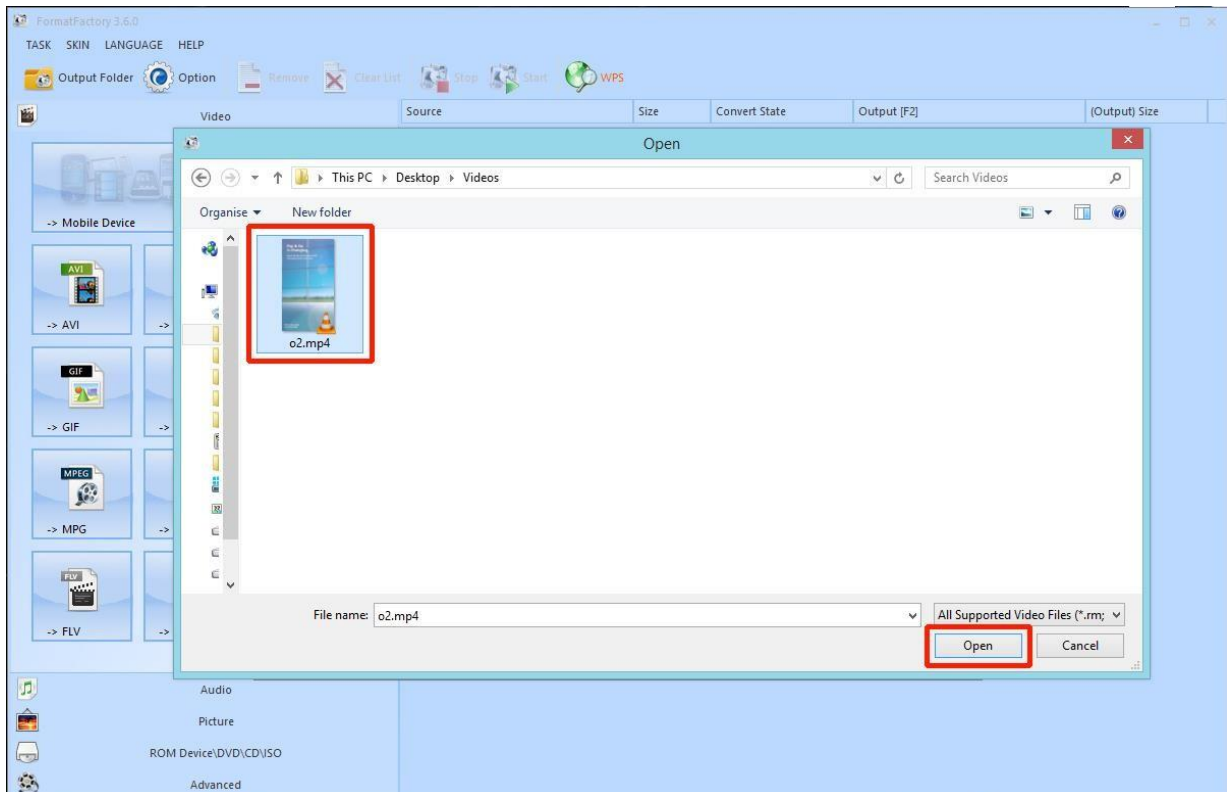 FormatFactory 3.6.0
TASK SKIN LANGUAGE HELP
Output Folder Option Remove Clear List Stop Start WPS
Video
Source Size Convert State Output [F2] (Output) Size
Open
This PC Desktop Videos
Search Videos
Organise New folder
-> Mobile Device
AVI
-> AVI
->
o2.mp4
GIF
-> GIF
->
MPEG
-> MPG
->
FLV
-> FLV
->
File name: o2.mp4
All Supported Video Files (*.rm;
Open Cancel
Audio
Picture
ROM Device\DVD\CD\ISO
Advanced